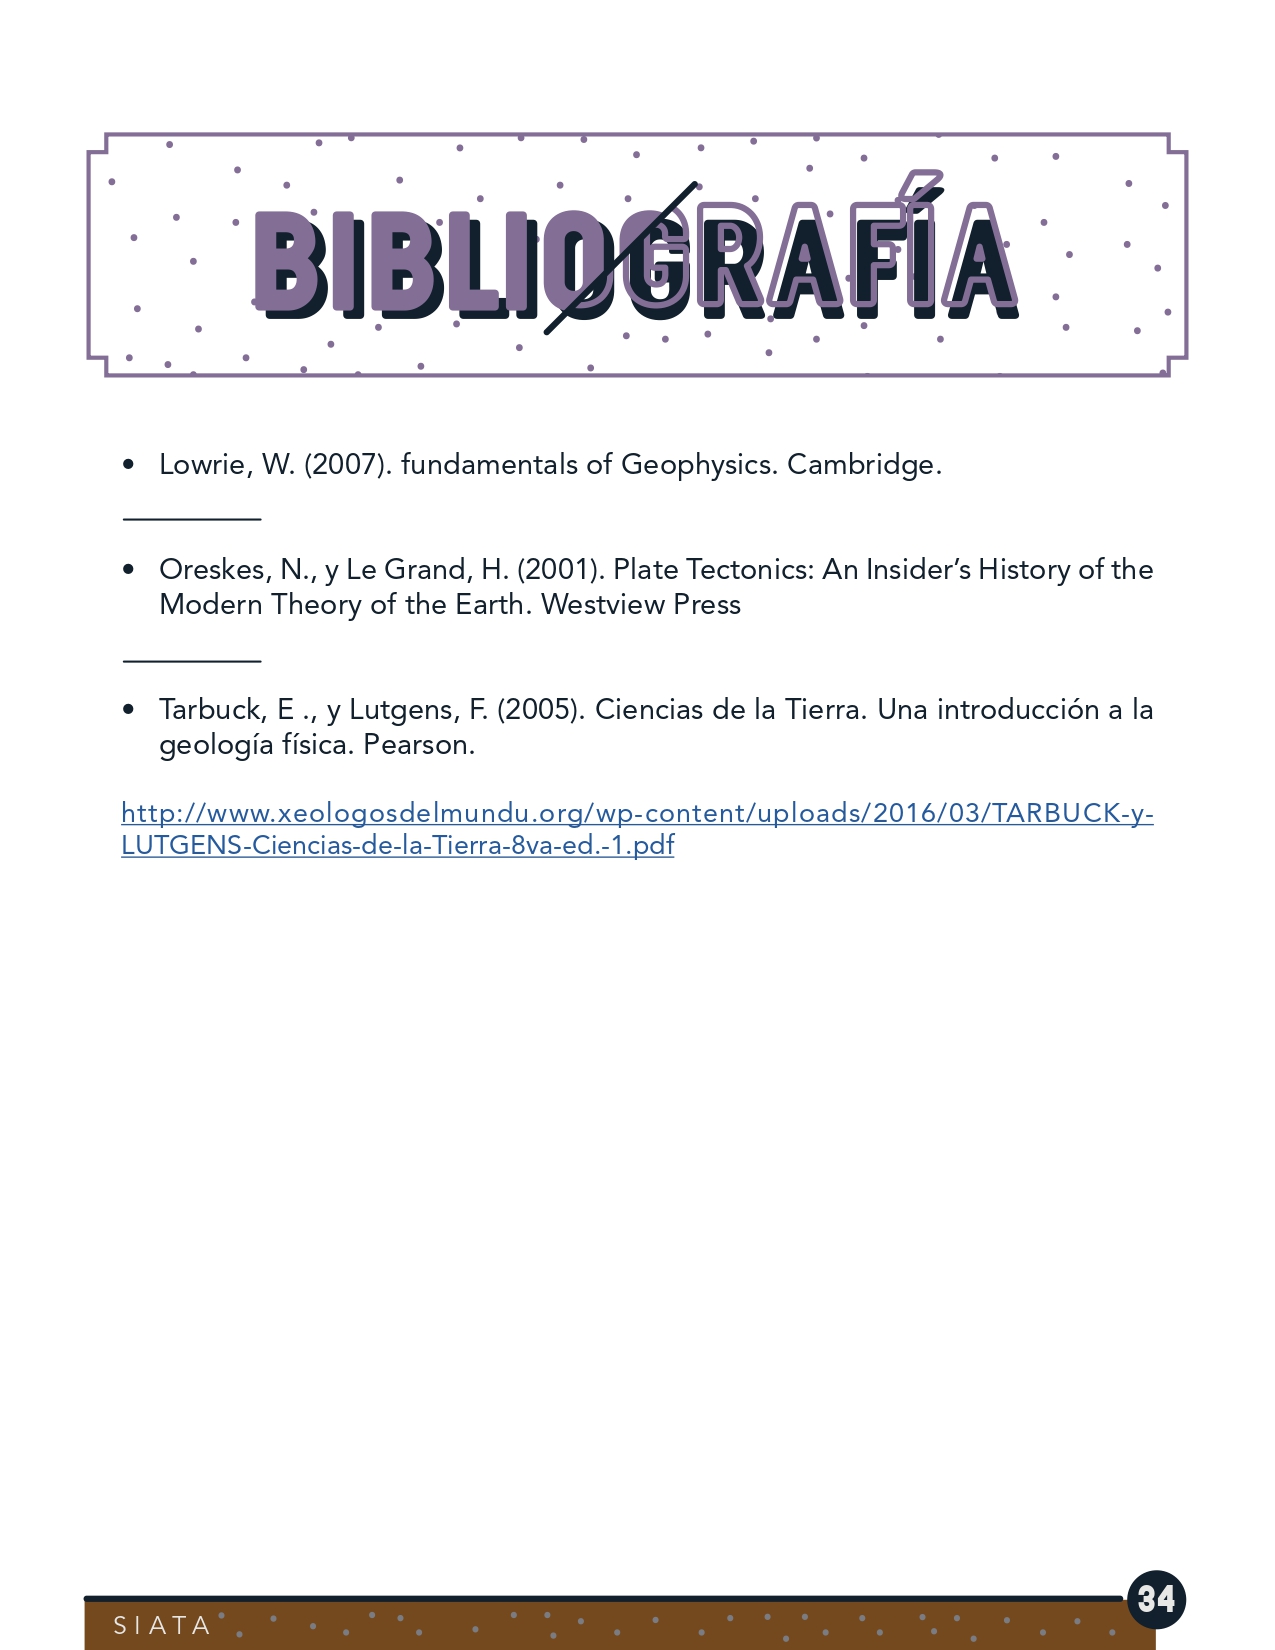 BIBLIOGRAFÍA
• Lowrie, W. (2007). fundamentals of Geophysics. Cambridge.
• Oreskes, N., y Le Grand, H. (2001). Plate Tectonics: An Insider’s History of the
Modern Theory of the Earth. Westview Press
• Tarbuck, E ., y Lutgens, F. (2005). Ciencias de la Tierra. Una introducción a la
geología física. Pearson.
http://www.xeologosdelmundu.org/wp-content/uploads/2016/03/TARBUCK-y-
LUTGENS-Ciencias-de-la-Tierra-8va-ed.-1.pdf
34
SIATA